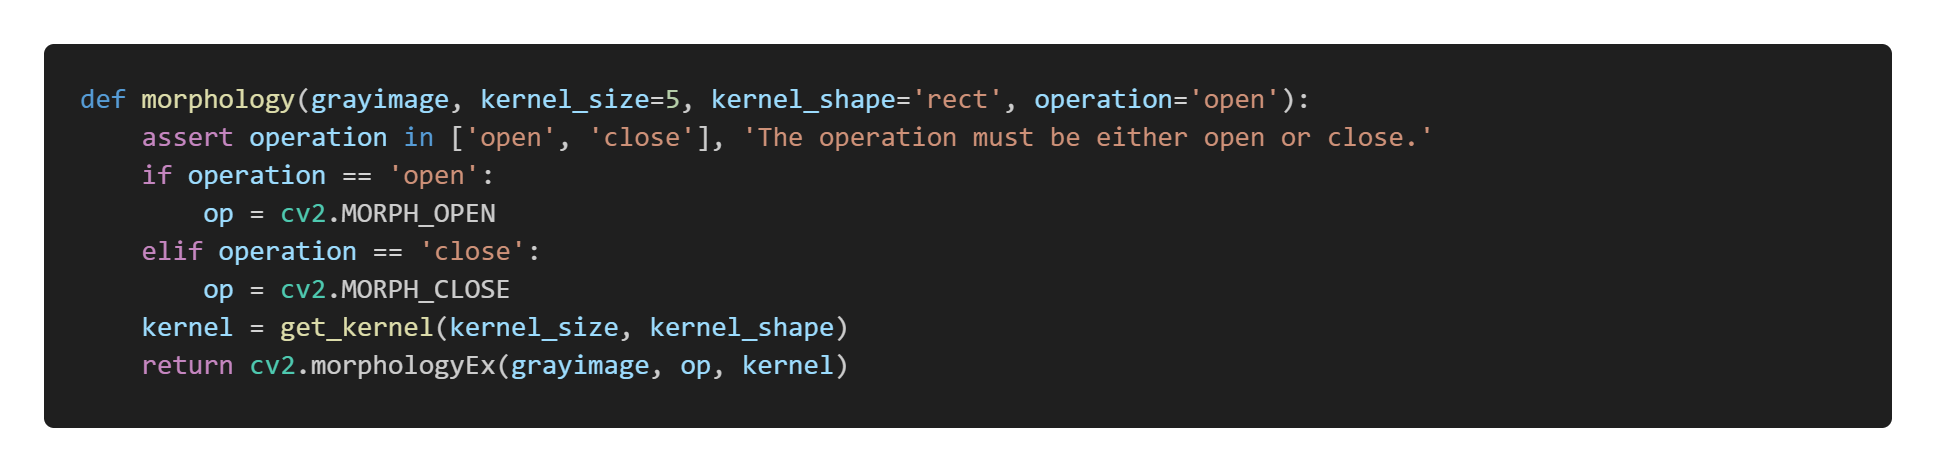 def morphology(grayimage, kernel_size=5, kernel_shape='rect', operation='open'):
    assert operation in ['open', 'close'], 'The operation must be either open or close.'
    if operation == 'open':
        op = cv2.MORPH_OPEN
    elif operation == 'close':
        op = cv2.MORPH_CLOSE
    kernel = get_kernel(kernel_size, kernel_shape)
    return cv2.morphologyEx(grayimage, op, kernel)